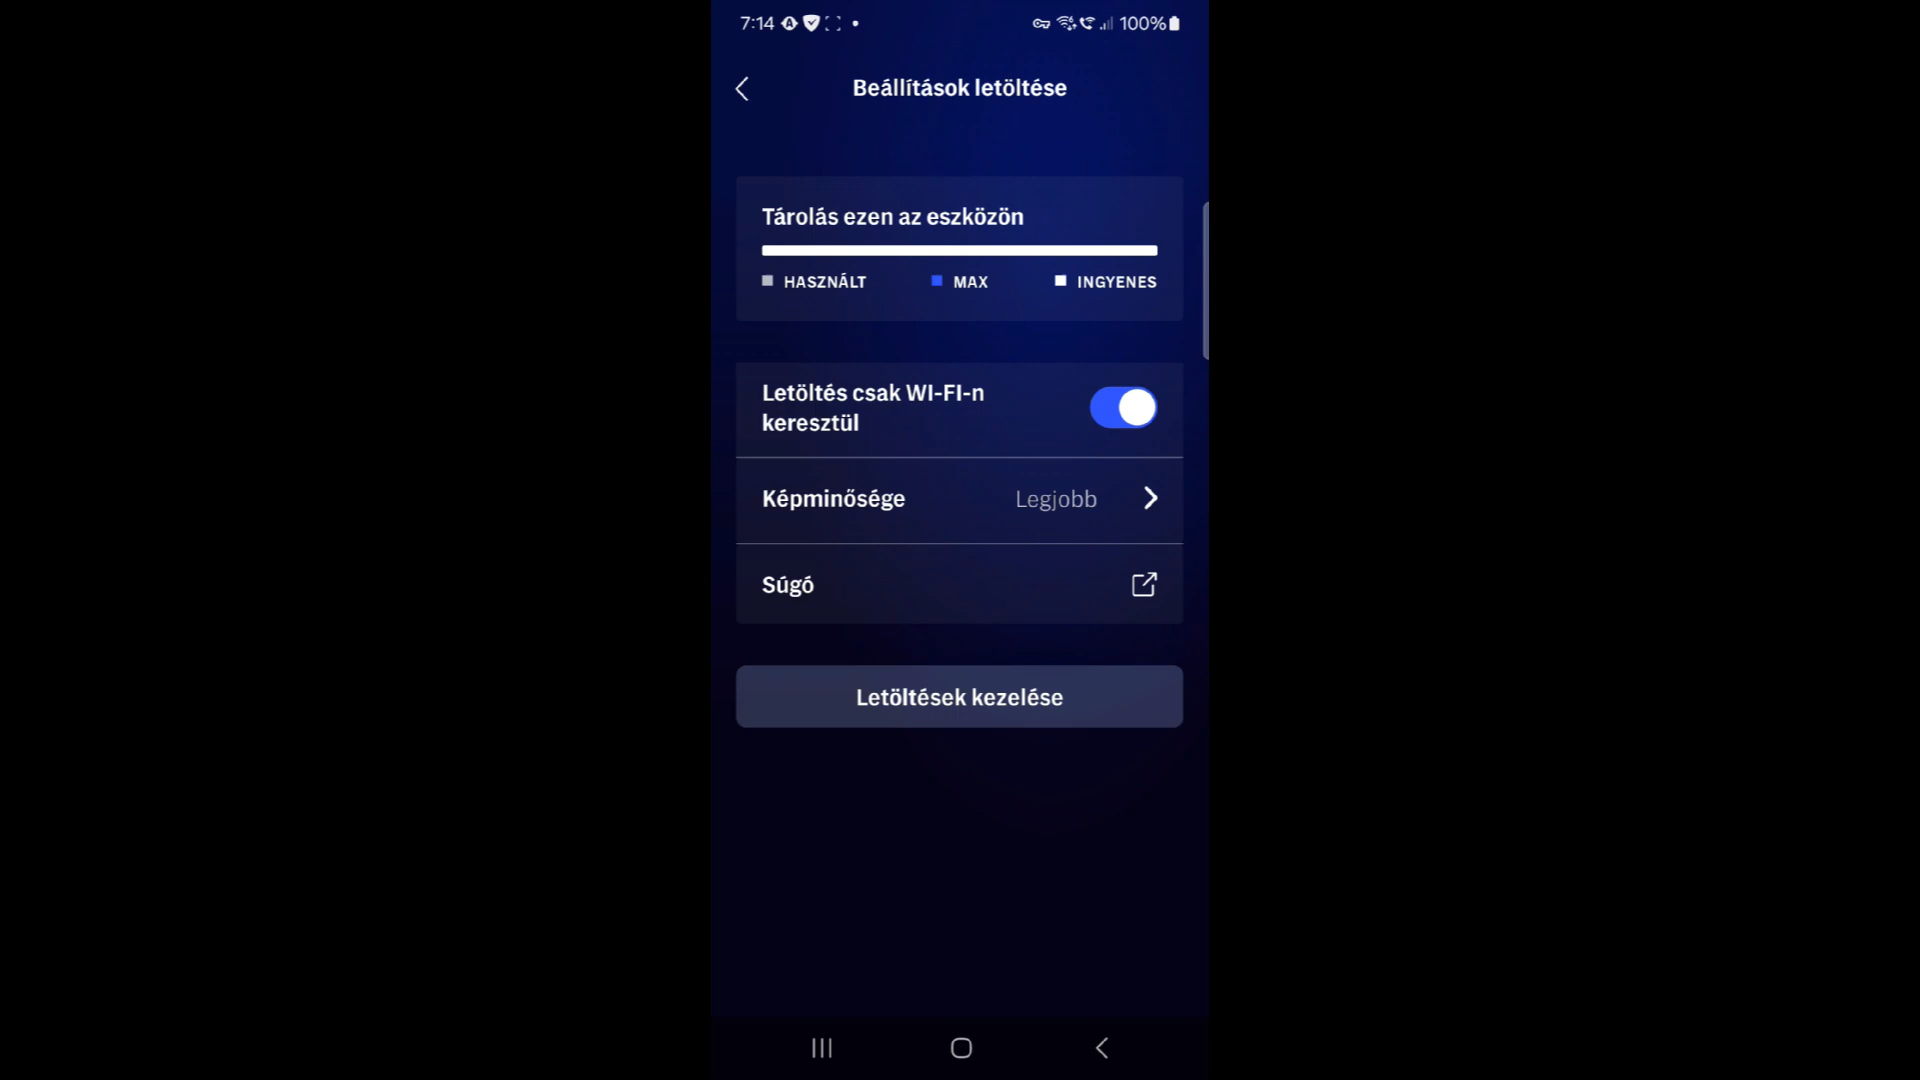 7:14 100%
Beállítások letöltése
Tárolás ezen az eszközön
HASZNÁLT MAX INGYENES
Letöltés csak WI-FI-n
keresztül
Képminősége Legjobb
Súgó
Letöltések kezelése